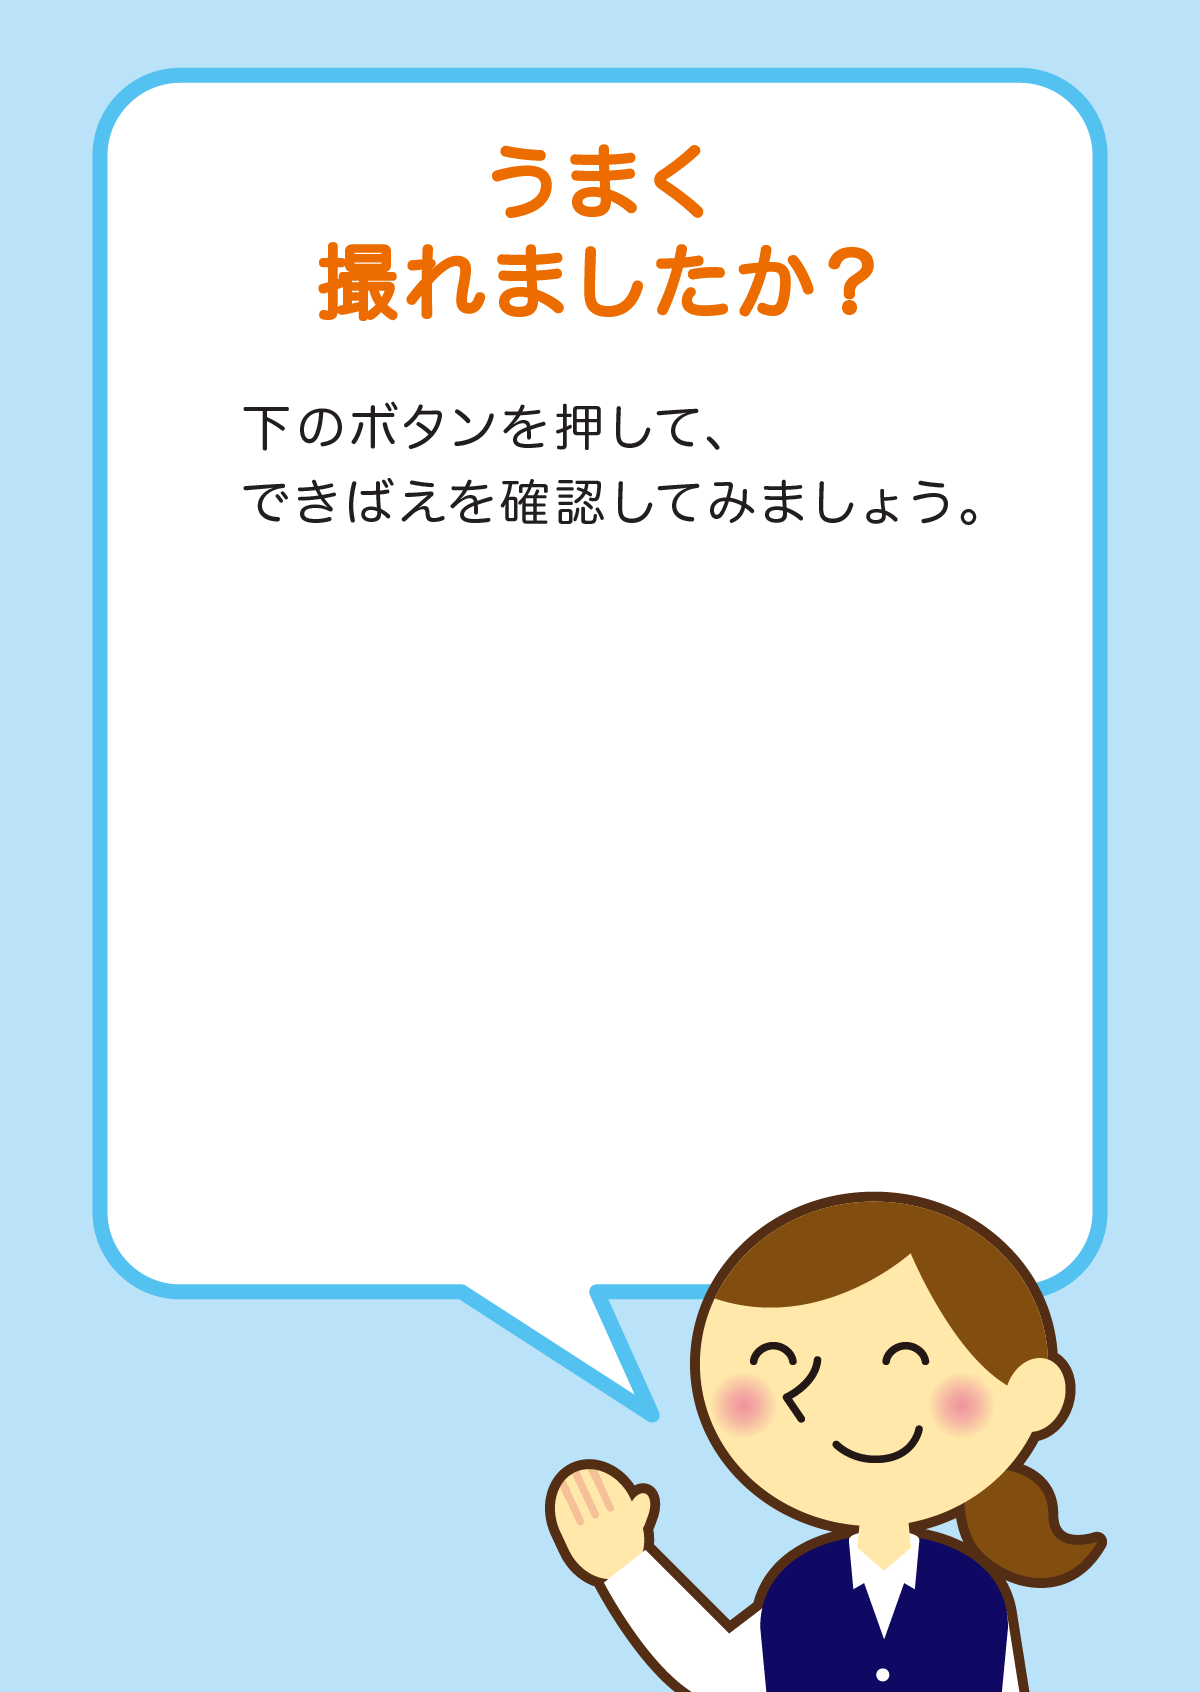 うまく
撮れましたか？
下のボタンを押して、
できばえを確認してみましょう。